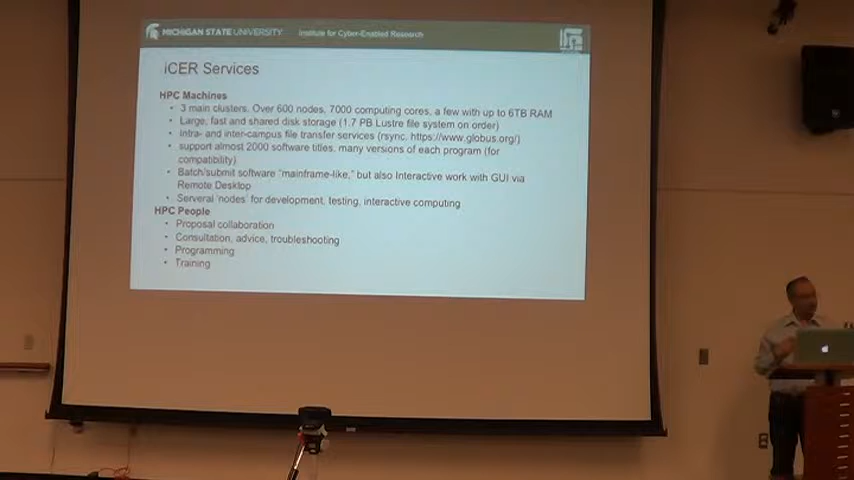 MICHIGAN STATE UNIVERSITY
Institute for Cyber-Enabled Research
iCER Services
HPC Machines
• 3 main clusters. Over 600 nodes, 7000 computing cores, a few with up to 6TB RAM
• Large, fast and shared disk storage (1.7 PB Lustre file system on order)
• Intra- and inter-campus file transfer services (rsync, https://www.globus.org/)
• support almost 2000 software titles, many versions of each program (for
compatibility)
• Batch/submit software "mainframe-like," but also Interactive work with GUI via
Remote Desktop
• Serveral 'nodes' for development, testing, interactive computing
HPC People
• Proposal collaboration
• Consultation, advice, troubleshooting
• Programming
• Training